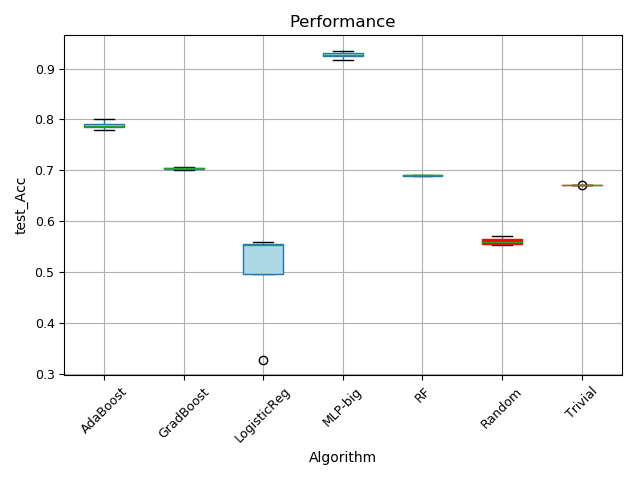 Performance
test_Acc
0.9
0.8
0.7
0.6
0.5
0.4
0.3
AdaBoost
GradBoost
LogisticReg
MLP-big
RF
Random
Trivial
Algorithm